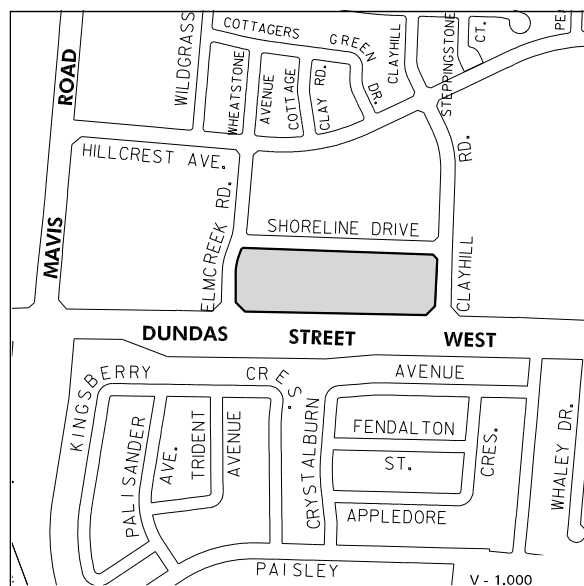 COTTAGERS GREEN DR.
CLAYHILL
STEPPINGSTONE
CT.
PE
ROAD
WILDGRASS
WHEATSTONE
AVENUE
COTTAGE
CLAY RD.
HILLCREST AVE.
RD.
ELMCREEK RD.
SHORELINE DRIVE
MAVIS
CLAYHILL
DUNDAS STREET WEST
KINGSBERRY CRES.
AVENUE
CRYSTALBURN
FENDALTON
ST.
CRES.
WHALEY DR.
PALISANDER
AVE.
TRIDENT
AVENUE
APPLEDORE
PAISLEY
V - 1.000